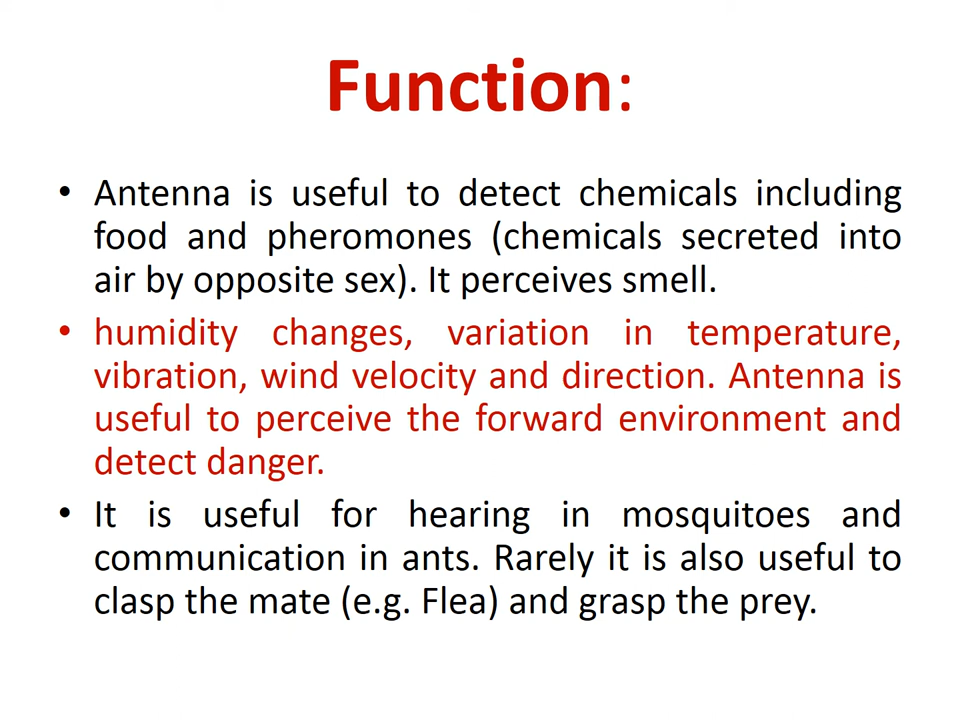 Function:
• Antenna is useful to detect chemicals including
food and pheromones (chemicals secreted into
air by opposite sex). It perceives smell.
• humidity changes, variation in temperature,
vibration, wind velocity and direction. Antenna is
useful to perceive the forward environment and
detect danger.
• It is useful for hearing in mosquitoes and
communication in ants. Rarely it is also useful to
clasp the mate (e.g. Flea) and grasp the prey.